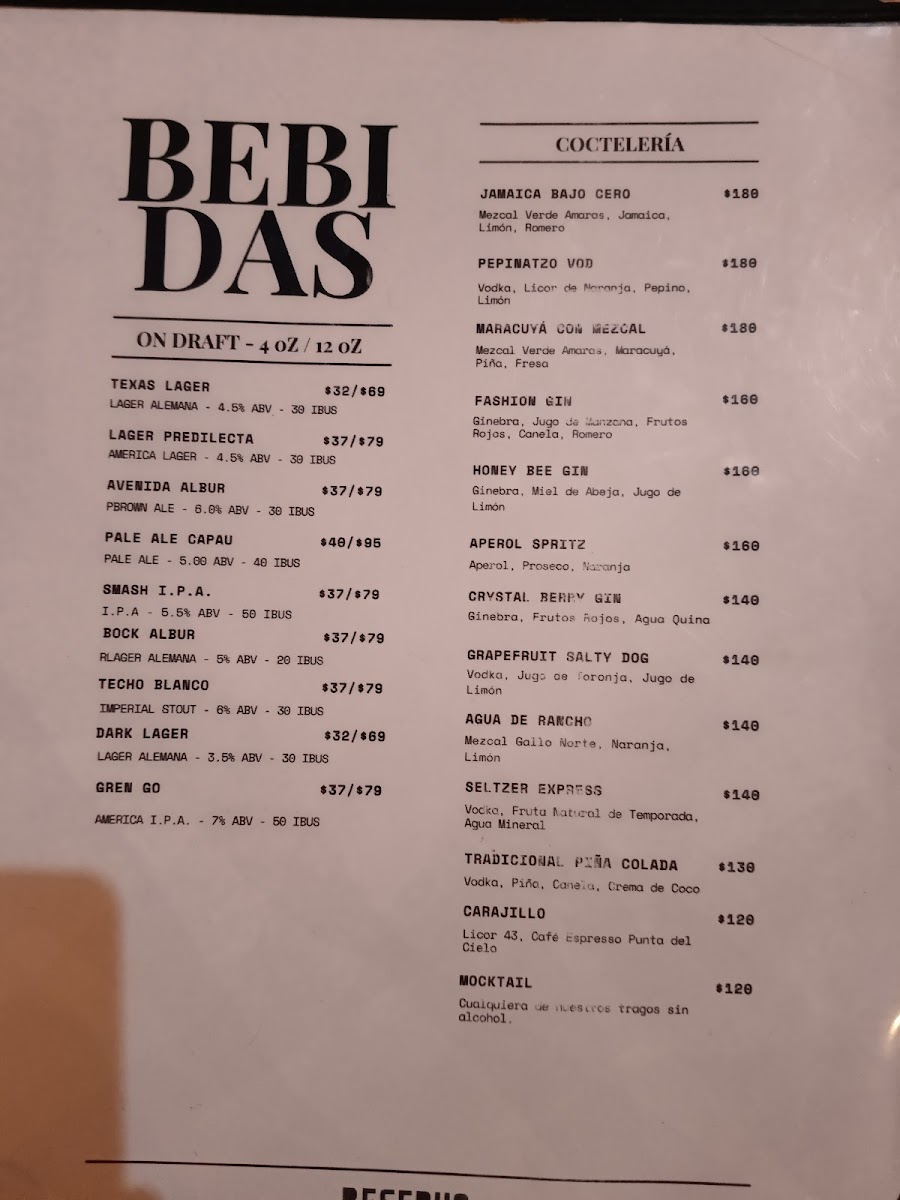 BEBI
DAS
ON DRAFT - 4 OZ / 12 OZ
TEXAS LAGER $32/$69
LAGER ALEMANA - 4.5% ABV - 30 IBUS
LAGER PREDILECTA $37/$79
AMERICA LAGER - 4.5% ABV - 30 IBUS
AVENIDA ALBUR $37/$79
PBROWN ALE - 6.0% ABV - 30 IBUS
PALE ALE CAPAU $40/$95
PALE ALE - 5.00 ABV - 40 IBUS
SMASH I.P.A. $37/$79
I.P.A - 5.5% ABV - 50 IBUS
BOCK ALBUR $37/$79
RLAGER ALEMANA - 5% ABV - 20 IBUS
TECHO BLANCO $37/$79
IMPERIAL STOUT - 6% ABV - 30 IBUS
DARK LAGER $32/$69
LAGER ALEMANA - 3.5% ABV - 30 IBUS
GREN GO $37/$79
AMERICA I.P.A. - 7% ABV - 50 IBUS
COCTELERÍA
JAMAICA BAJO CERO $180
Mezcal Verde Amaras, Jamaica,
Limón, Romero
PEPINATZO VOD $180
Vodka, Licor de Naranja, Pepino,
Limón
MARACUYÁ CON MEZCAL $180
Mezcal Verde Amaras, Maracuyá,
Piña, Fresa
FASHION GIN $160
Ginebra, Jugo de Manzana, Frutos
Rojos, Canela, Romero
HONEY BEE GIN $160
Ginebra, Miel de Abeja, Jugo de
Limón
APEROL SPRITZ $160
Aperol, Proseco, Naranja
CRYSTAL BERRY GIN $140
Ginebra, Frutos Rojos, Agua Quina
GRAPEFRUIT SALTY DOG $140
Vodka, Jugo de Toronja, Jugo de
Limón
AGUA DE RANCHO $140
Mezcal Gallo Norte, Naranja,
Limón
SELTZER EXPRESS $140
Vodka, Fruta Natural de Temporada,
Agua Mineral
TRADICIONAL PIÑA COLADA $130
Vodka, Piña, Canela, Crema de Coco
CARAJILLO $120
Licor 43, Café Espresso Punta del
Cielo
MOCKTAIL $120
Cualquiera de nuestros tragos sin
alcohol.